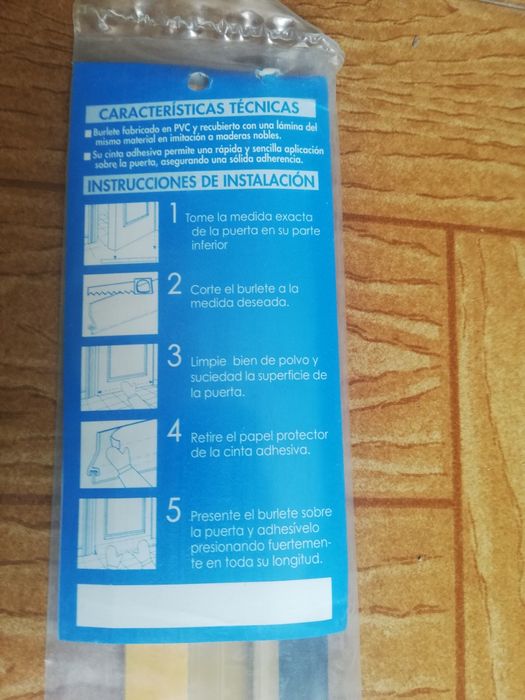 CARACTERÍSTICAS TÉCNICAS
Burlete fabricado en PVC y recubierto con una lámina del
mismo material en imitación a maderas nobles.
Su cinta adhesiva permite una rápida y sencilla aplicación
sobre la puerta, asegurando una sólida adherencia.
INSTRUCCIONES DE INSTALACIÓN
1 Tome la medida exacta
de la puerta en su parte
inferior
2 Corte el burlete a la
medida deseada.
3 Limpie bien de polvo y
suciedad la superficie de
la puerta.
4 Retire el papel protector
de la cinta adhesiva.
5 Presente el burlete sobre
la puerta y adhesívelo
presionando fuertemen-
te en toda su longitud.